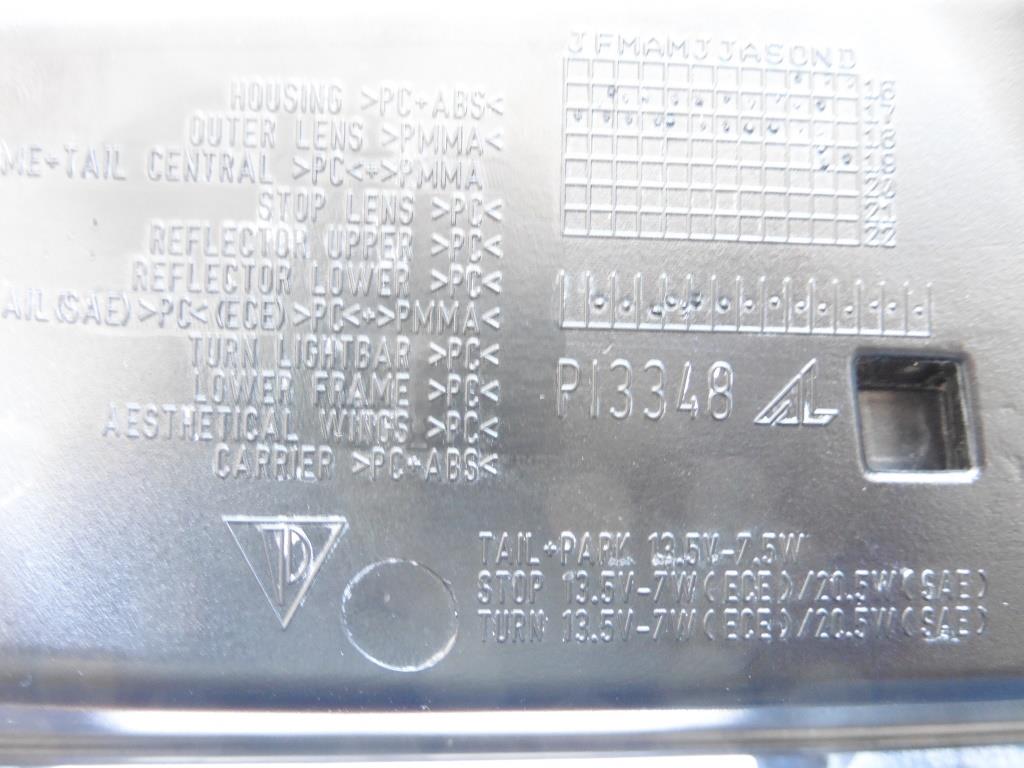 HOUSING >PC+ABS<
OUTER LENS >PMMA<
ME+TAIL CENTRAL >PC<+>PMMA
STOP LENS >PC<
REFLECTOR UPPER >PC<
REFLECTOR LOWER >PC<
AIL(SAE)>PC<(ECE)>PC<+>PMMA<
TURN LIGHTBAR >PC<
LOWER FRAME >PC<
AESTHETICAL WINGS >PC<
CARRIER >PC+ABS<
J F M A M J J A S O N D
16
17
18
19
20
21
22
PI3348 AL
TAIL+PARK 13.5V-7.5W
STOP 13.5V-7W(ECE)/20.5W(SAE)
TURN 13.5V-7W(ECE)/20.5W(SAE)